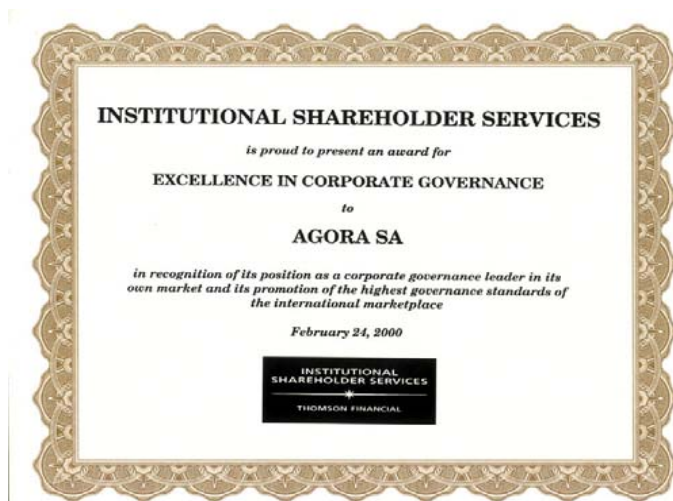 INSTITUTIONAL SHAREHOLDER SERVICES
is proud to present an award for
EXCELLENCE IN CORPORATE GOVERNANCE
to
AGORA SA
in recognition of its position as a corporate governance leader in its
own market and its promotion of the highest governance standards of
the international marketplace
February 24, 2000
INSTITUTIONAL
SHAREHOLDER SERVICES
THOMSON FINANCIAL